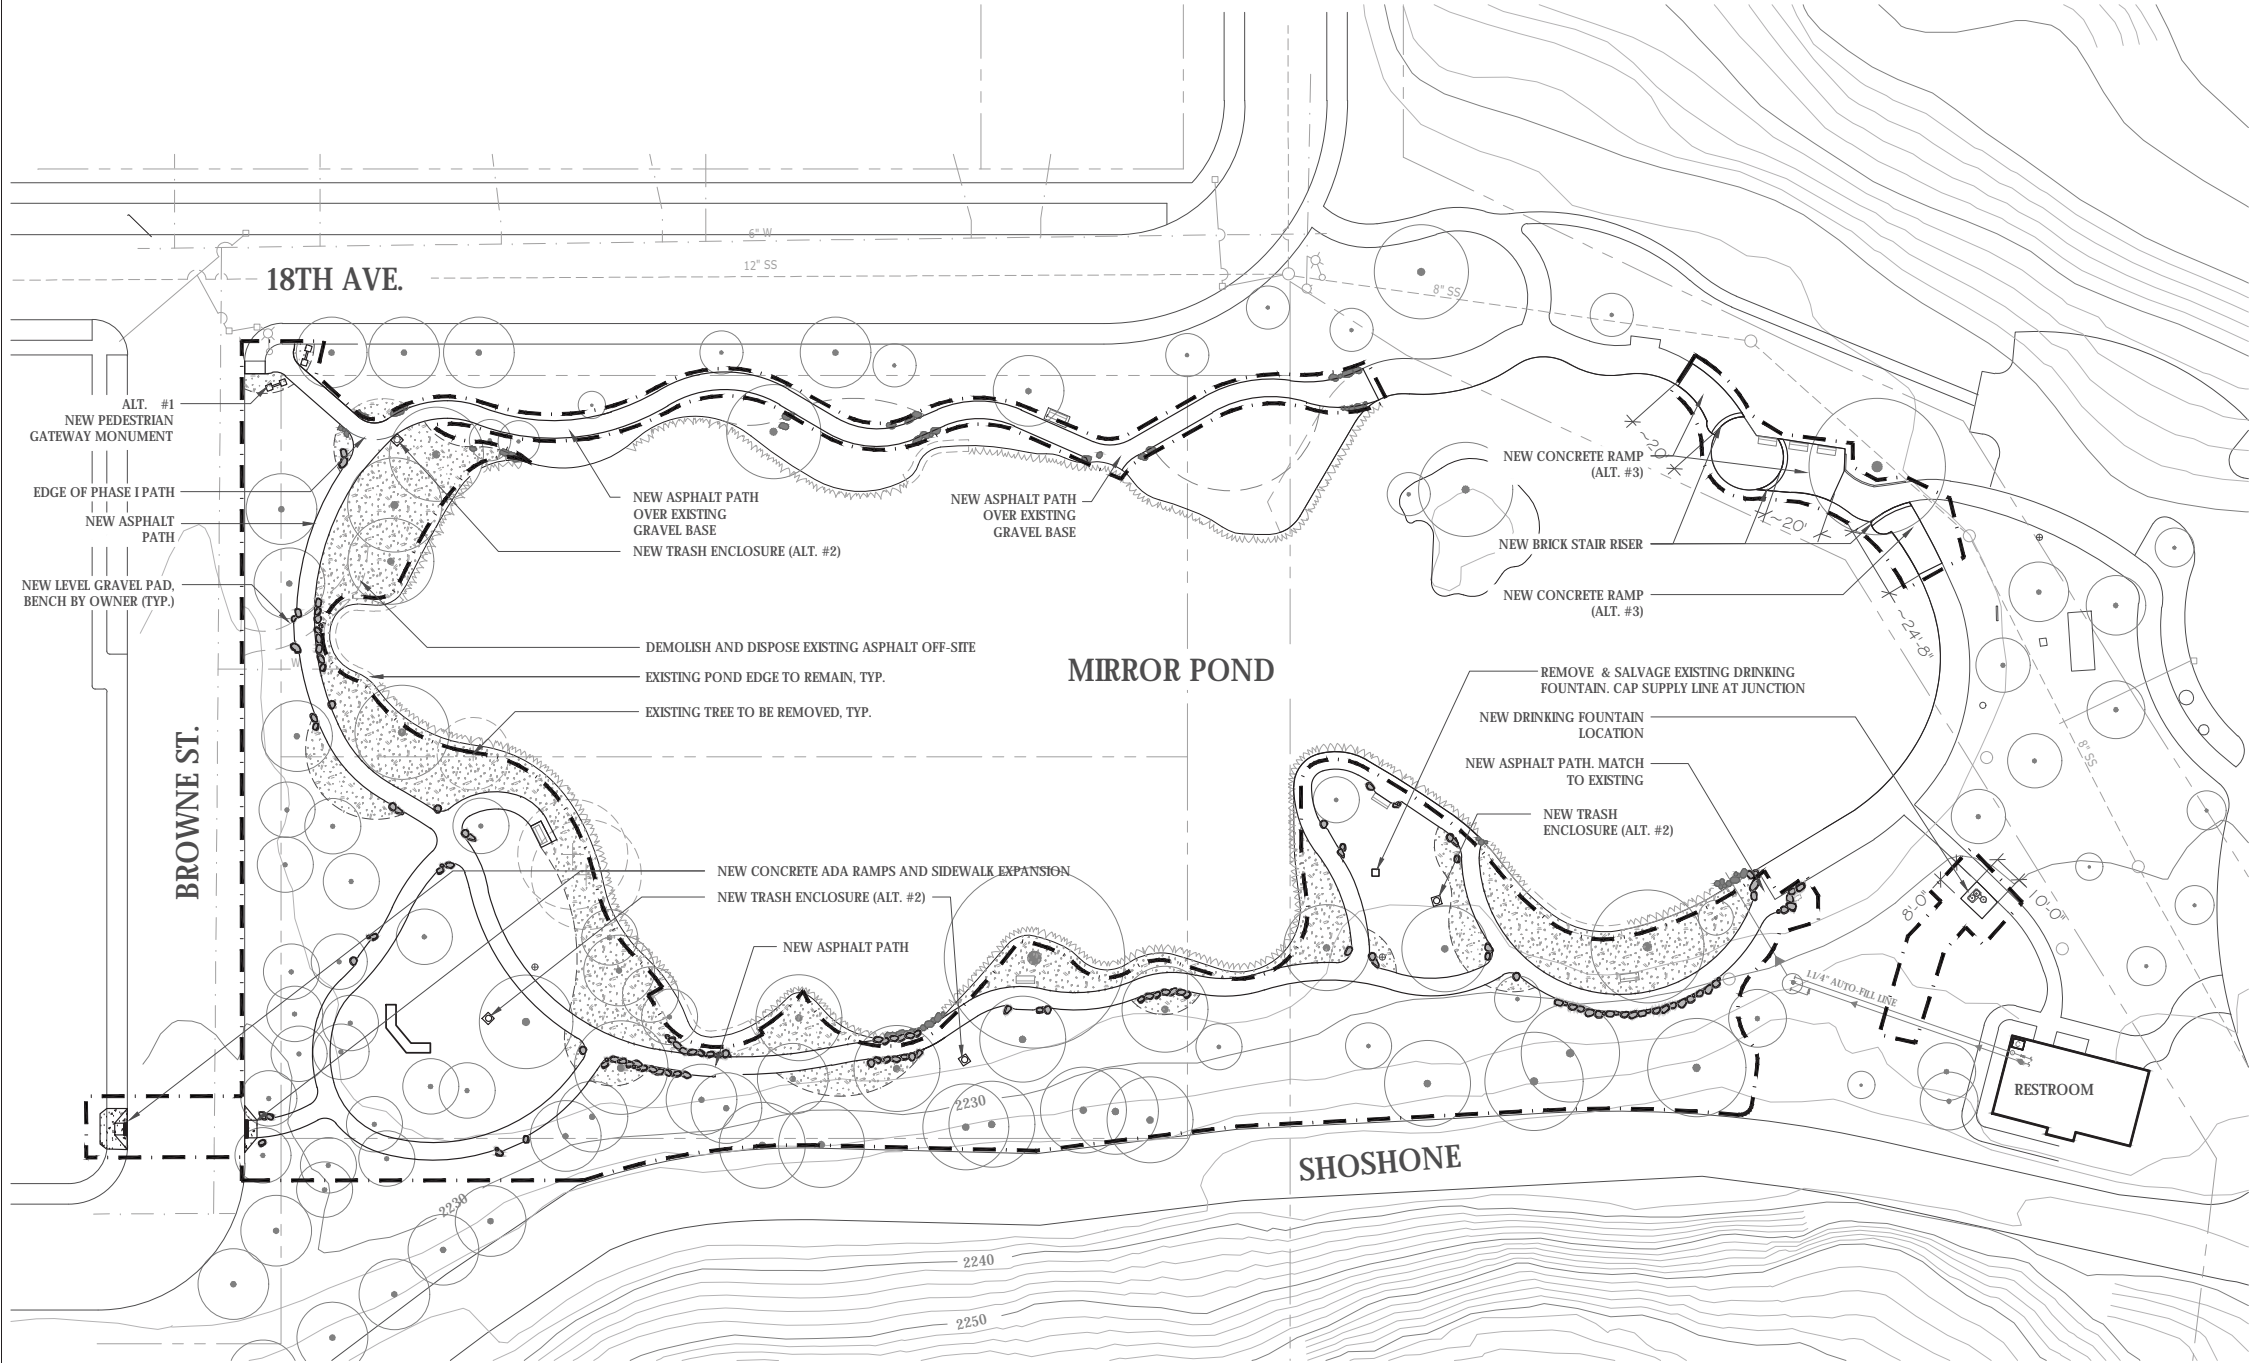 6" W
12" SS
18TH AVE.
8" SS
ALT. #1
NEW PEDESTRIAN
GATEWAY MONUMENT
EDGE OF PHASE I PATH
NEW ASPHALT
PATH
NEW LEVEL GRAVEL PAD,
BENCH BY OWNER (TYP.)
NEW ASPHALT PATH
OVER EXISTING
GRAVEL BASE
NEW TRASH ENCLOSURE (ALT. #2)
NEW ASPHALT PATH
OVER EXISTING
GRAVEL BASE
NEW CONCRETE RAMP
(ALT. #3)
~20'
NEW BRICK STAIR RISER
NEW CONCRETE RAMP
(ALT. #3)
~24'-8"
W
DEMOLISH AND DISPOSE EXISTING ASPHALT OFF-SITE
EXISTING POND EDGE TO REMAIN, TYP.
EXISTING TREE TO BE REMOVED, TYP.
MIRROR POND
REMOVE & SALVAGE EXISTING DRINKING
FOUNTAIN. CAP SUPPLY LINE AT JUNCTION
NEW DRINKING FOUNTAIN
LOCATION
NEW ASPHALT PATH. MATCH
TO EXISTING
NEW TRASH
ENCLOSURE (ALT. #2)
8" SS
BROWNE ST.
NEW CONCRETE ADA RAMPS AND SIDEWALK EXPANSION
NEW TRASH ENCLOSURE (ALT. #2)
NEW ASPHALT PATH
8'-0"
10'-0"
1.1/4" AUTO-FILL LINE
RESTROOM
2230
SHOSHONE
2230
2240
2250